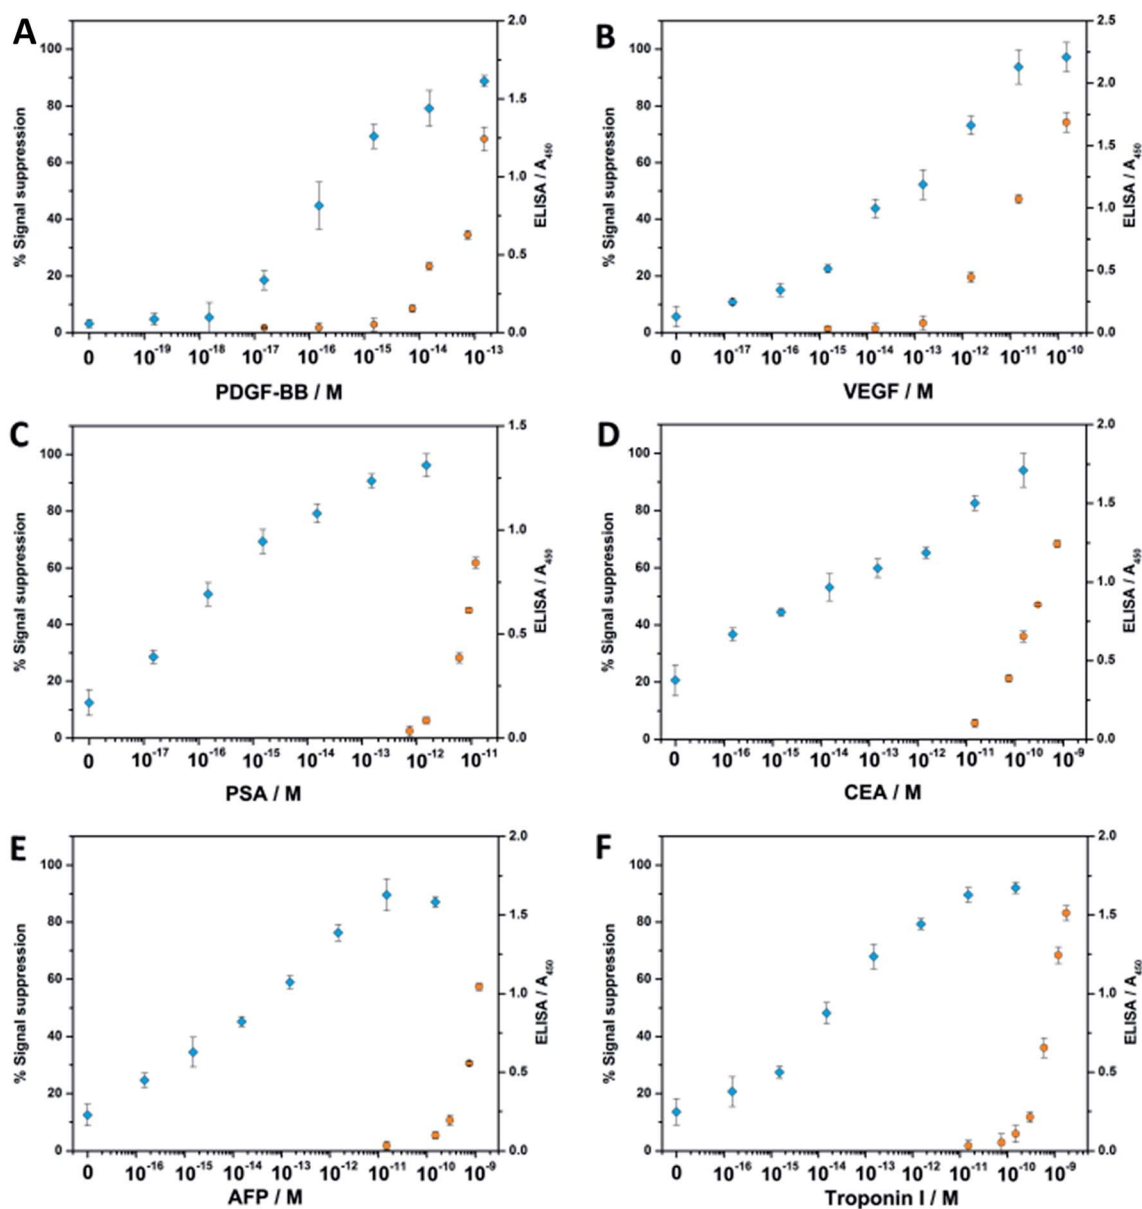 A
B
% Signal suppression
100
80
60
40
20
0
2.0
1.5
1.0
0.5
0.0
ELISA / A450
0 10-19 10-18 10-17 10-16 10-15 10-14 10-13
PDGF-BB / M
% Signal suppression
100
80
60
40
20
0
2.5
2.0
1.5
1.0
0.5
0.0
ELISA / A450
0 10-17 10-16 10-15 10-14 10-13 10-12 10-11 10-10
VEGF / M
C
% Signal suppression
100
80
60
40
20
0
1.5
1.0
0.5
0.0
ELISA / A450
0 10-17 10-16 10-15 10-14 10-13 10-12 10-11
PSA / M
D
% Signal suppression
100
80
60
40
20
0
2.0
1.5
1.0
0.5
0.0
ELISA / A450
0 10-16 10-15 10-14 10-13 10-12 10-11 10-10 10-9
CEA / M
E
% Signal suppression
100
80
60
40
20
0
2.0
1.5
1.0
0.5
0.0
ELISA / A450
0 10-16 10-15 10-14 10-13 10-12 10-11 10-10 10-9
AFP / M
F
% Signal suppression
100
80
60
40
20
0
2.0
1.5
1.0
0.5
0.0
ELISA / A450
0 10-16 10-15 10-14 10-13 10-12 10-11 10-10 10-9
Troponin I / M